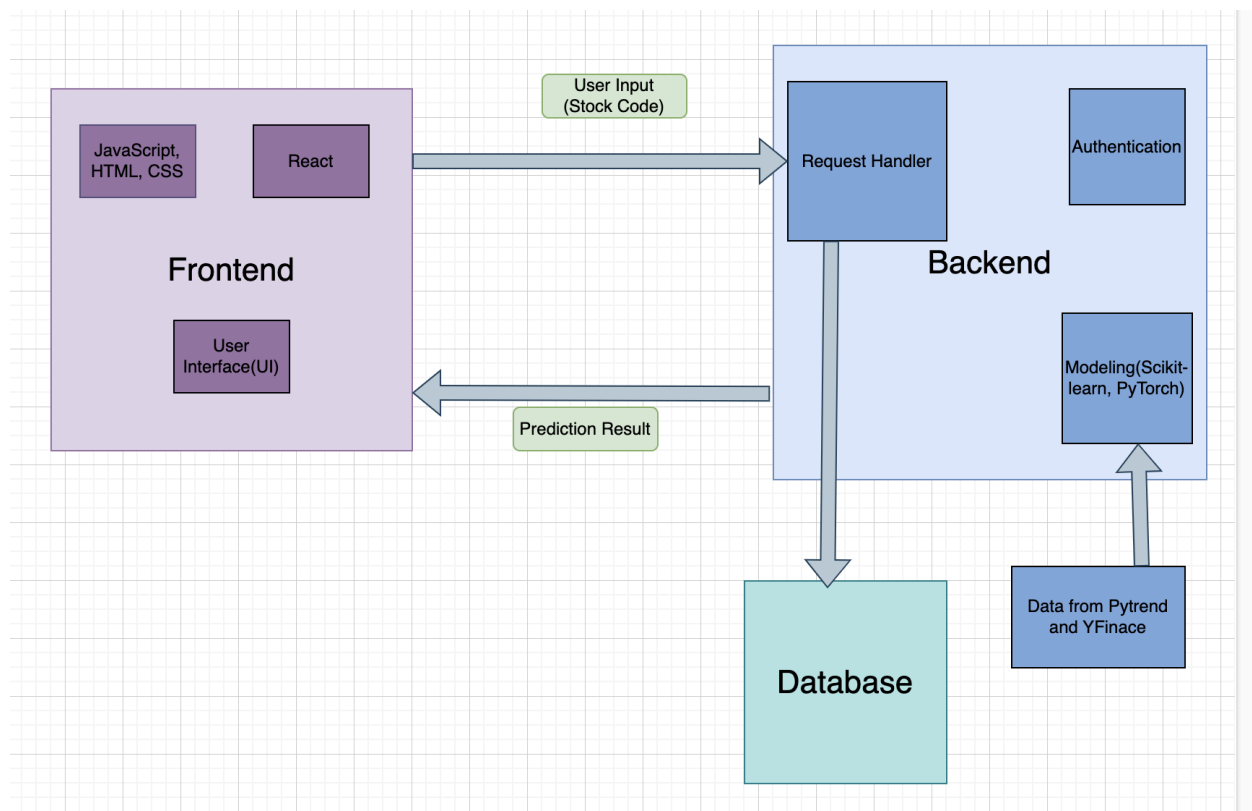 User Input
(Stock Code)
JavaScript,
HTML, CSS
React
Request Handler
Authentication
Frontend
Backend
User
Interface(UI)
Modeling(Scikit-
learn, PyTorch)
Prediction Result
Data from Pytrend
and YFinace
Database